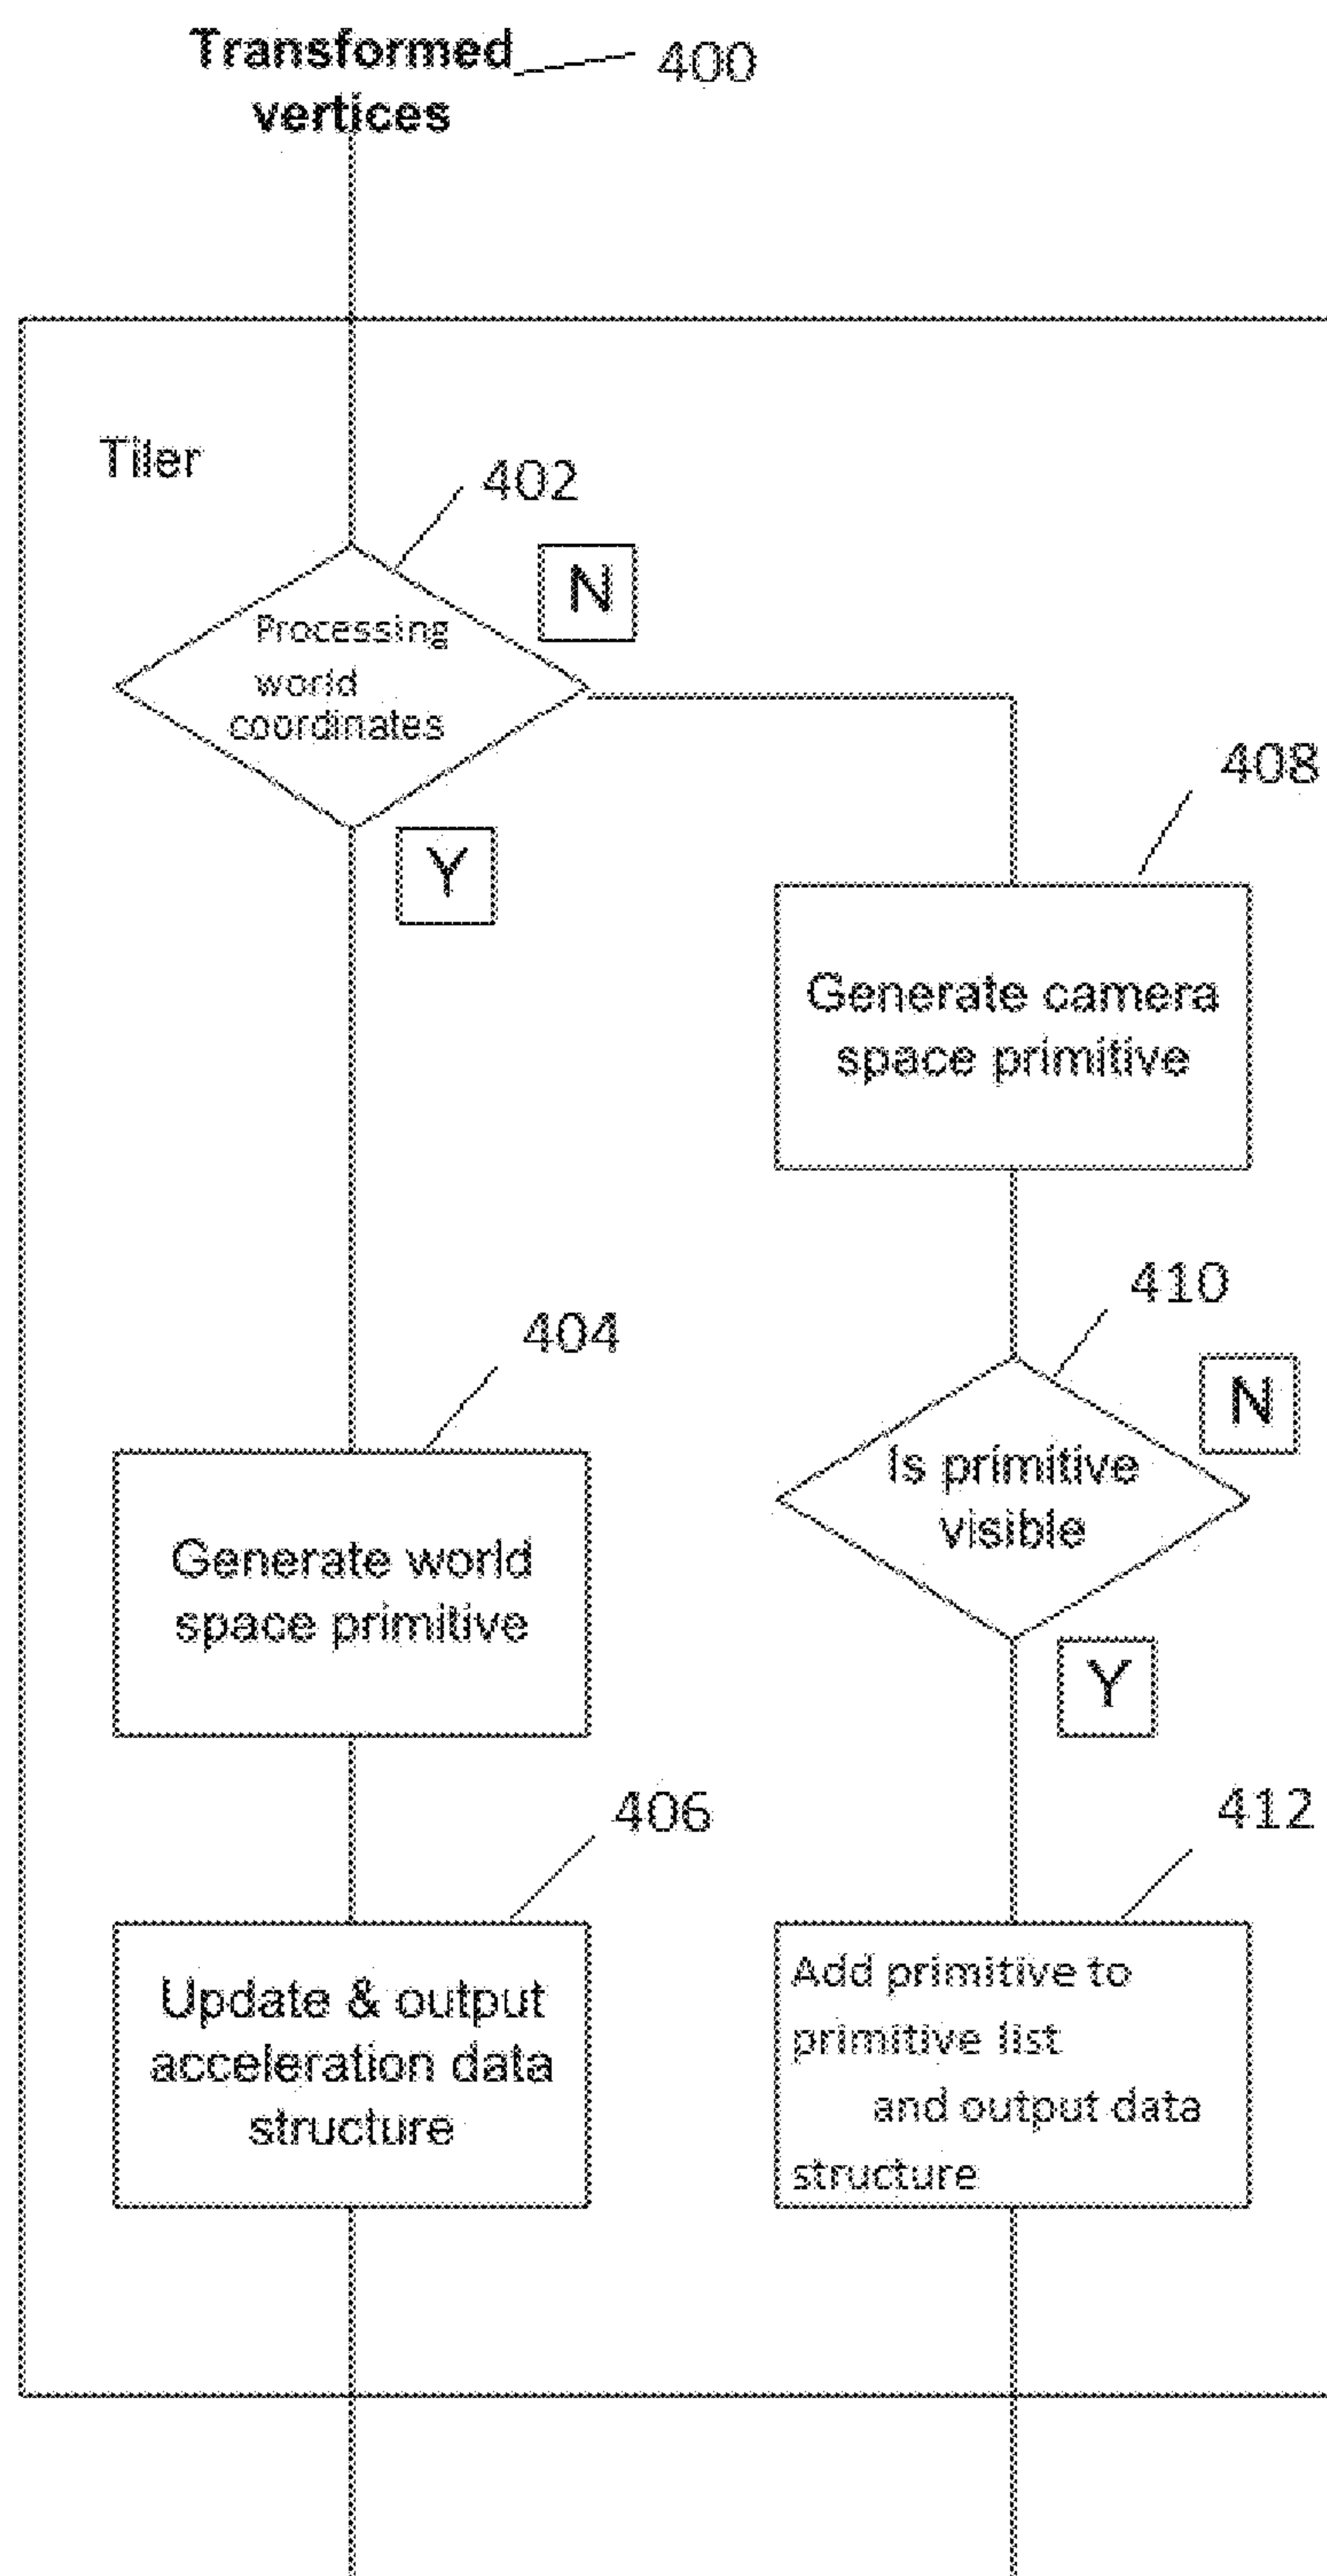 Transformed
vertices
400
Tiler
402
N
Processing
world
coordinates
Y
408
Generate camera
space primitive
410
N
Is primitive
visible
Y
404
Generate world
space primitive
406
Update & output
acceleration data
structure
412
Add primitive to
primitive list
and output data
structure